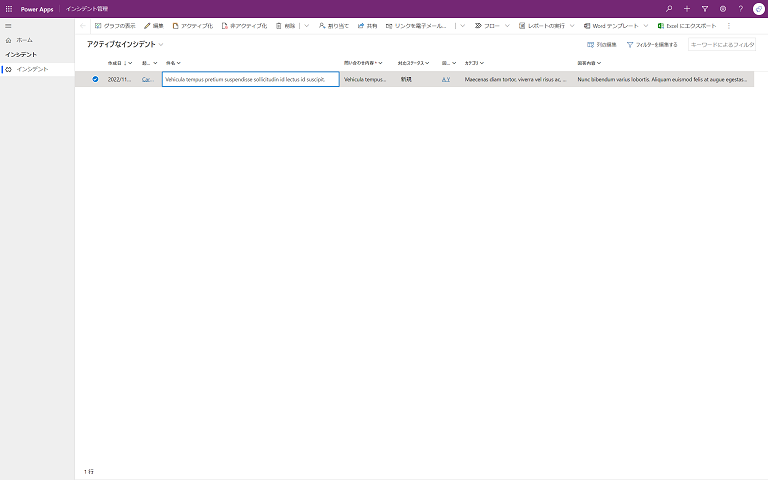 Power Apps インシデント管理
グラフの表示 編集 アクティブ化 非アクティブ化 削除 割り当て 共有 リンクを電子メール... フロー レポートの実行 Word テンプレート Excel にエクスポート
ホーム
インシデント
インシデント
アクティブなインシデント 列の編集 フィルターを編集する キーワードによるフィルタ
作成日 ↓ 起... 件名 問い合わせ内容 対応ステータス 回... カテゴリ 回答内容
2022/11... Car... Vehicula tempus pretium suspendisse sollicitudin id lectus id suscipit. Vehicula tempus... 新規 A Y Maecenas diam tortor, viverra vel risus ac, ... Nunc bibendum varius lobortis. Aliquam euismod felis at augue egestas...
1 行